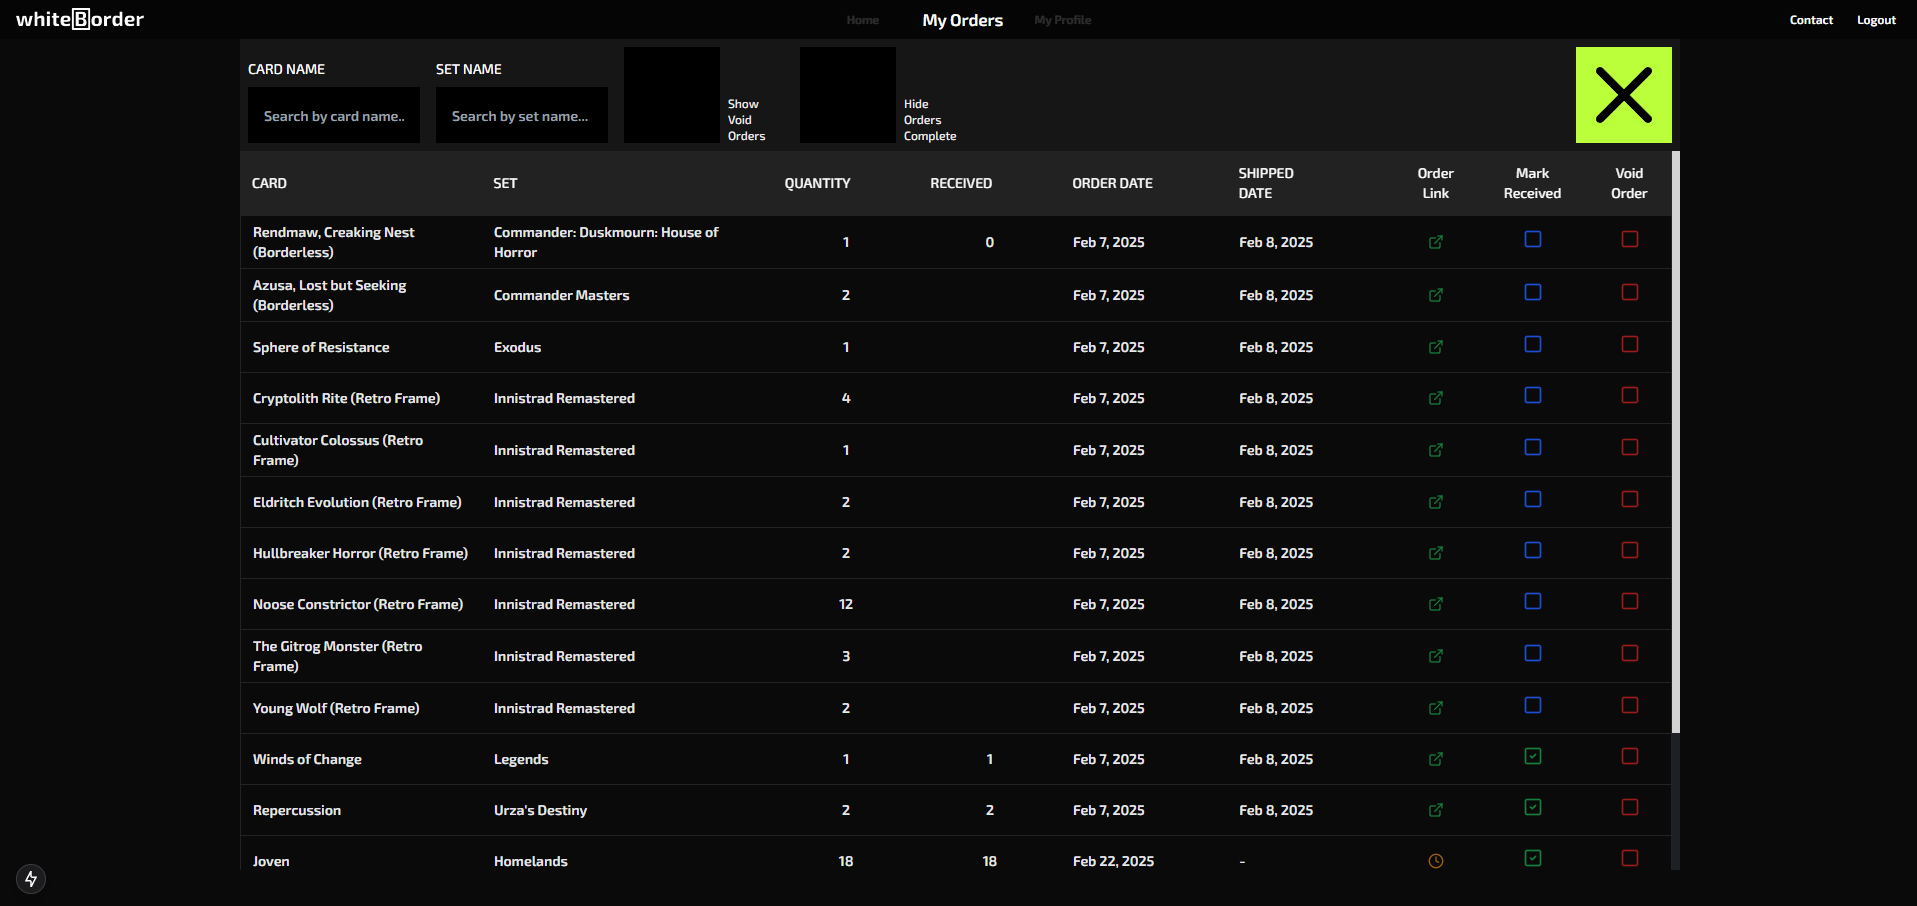 whiteBorder
Home
My Orders
My Profile
Contact
Logout
CARD NAME
SET NAME
Search by card name..
Search by set name...
Show
Void
Orders
Hide
Orders
Complete
CARD SET QUANTITY RECEIVED ORDER DATE SHIPPED DATE Order Link Mark Received Void Order
Rendmaw, Creaking Nest (Borderless) Commander: Duskmourn: House of Horror 1 0 Feb 7, 2025 Feb 8, 2025
Azusa, Lost but Seeking (Borderless) Commander Masters 2 Feb 7, 2025 Feb 8, 2025
Sphere of Resistance Exodus 1 Feb 7, 2025 Feb 8, 2025
Cryptolith Rite (Retro Frame) Innistrad Remastered 4 Feb 7, 2025 Feb 8, 2025
Cultivator Colossus (Retro Frame) Innistrad Remastered 1 Feb 7, 2025 Feb 8, 2025
Eldritch Evolution (Retro Frame) Innistrad Remastered 2 Feb 7, 2025 Feb 8, 2025
Hullbreaker Horror (Retro Frame) Innistrad Remastered 2 Feb 7, 2025 Feb 8, 2025
Noose Constrictor (Retro Frame) Innistrad Remastered 12 Feb 7, 2025 Feb 8, 2025
The Gitrog Monster (Retro Frame) Innistrad Remastered 3 Feb 7, 2025 Feb 8, 2025
Young Wolf (Retro Frame) Innistrad Remastered 2 Feb 7, 2025 Feb 8, 2025
Winds of Change Legends 1 1 Feb 7, 2025 Feb 8, 2025
Repercussion Urza's Destiny 2 2 Feb 7, 2025 Feb 8, 2025
Joven Homelands 18 18 Feb 22, 2025 -